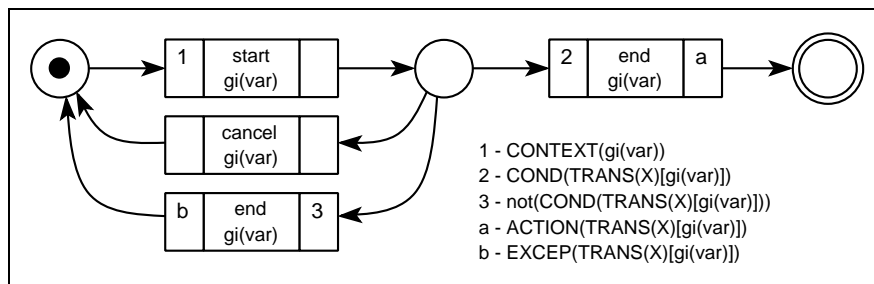 1
start
gi(var)
2
end
gi(var)
a
cancel
gi(var)
b
end
gi(var)
3
1 - CONTEXT(gi(var))
2 - COND(TRANS(X)[gi(var)])
3 - not(COND(TRANS(X)[gi(var)]))
a - ACTION(TRANS(X)[gi(var)])
b - EXCEP(TRANS(X)[gi(var)])